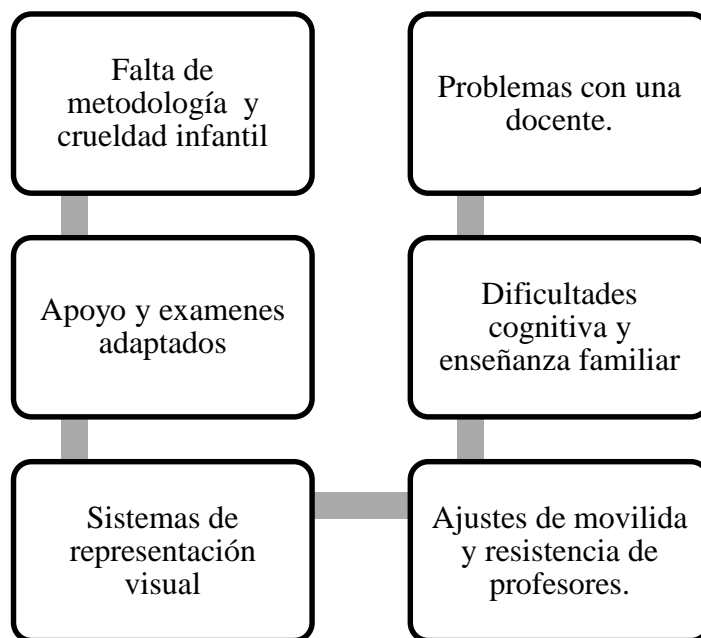 Falta de
metodología y
crueldad infantil
Apoyo y examenes
adaptados
Sistemas de
representación
visual
Ajustes de movilida
y resistencia de
profesores.
Dificultades
cognitiva y
enseñanza familiar
Problemas con una
docente.